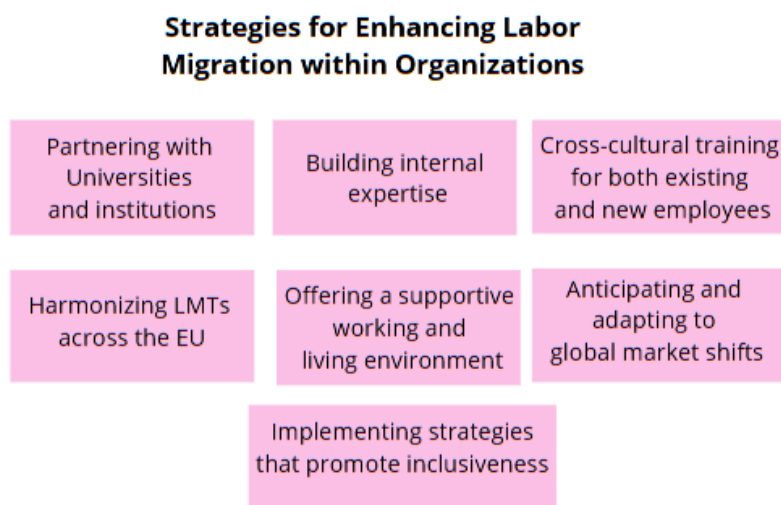 Strategies for Enhancing Labor
Migration within Organizations
Partnering with
Universities
and institutions
Building internal
expertise
Cross-cultural training
for both existing
and new employees
Harmonizing LMTs
across the EU
Offering a supportive
working and
living environment
Anticipating and
adapting to
global market shifts
Implementing strategies
that promote inclusiveness